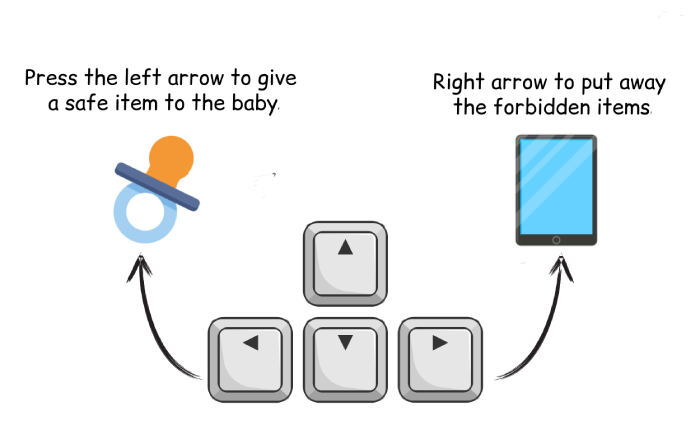 Press the left arrow to give
a safe item to the baby.
Right arrow to put away
the forbidden items.